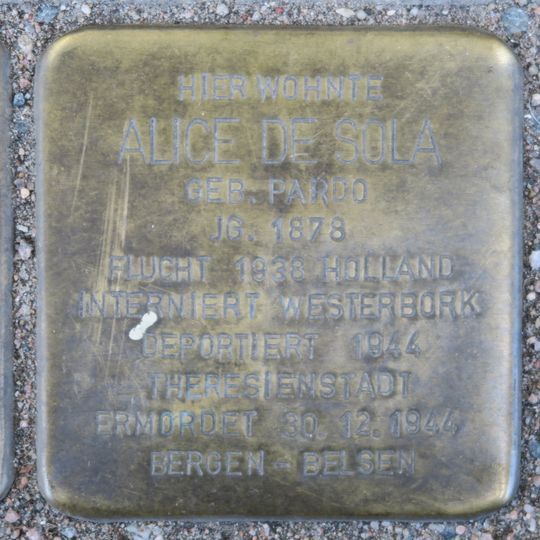 HIER WOHNTE
ALICE DE SOLA
GEB. PARDO
JG. 1878
FLUCHT 1938 HOLLAND
INTERNIERT WESTERBORK
DEPORTIERT 1944
THERESIENSTADT
ERMORDET 30.12.1944
BERGEN-BELSEN